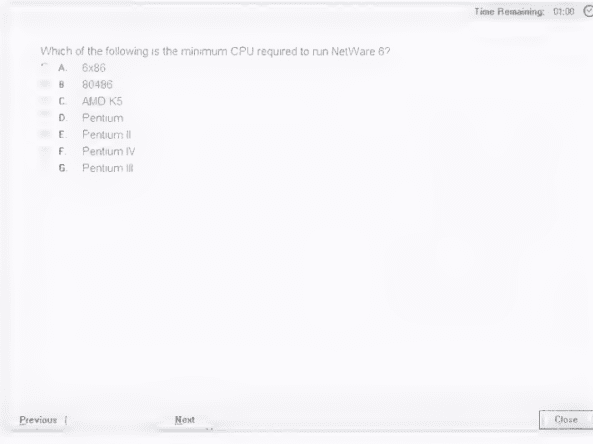 Time Remaining: 01:00
Which of the following is the minimum CPU required to run NetWare 6?
A. 6x86
B 80486
C. AMD K5
D. Pentium
E. Pentium II
F. Pentium IV
G. Pentium III
Previous Next Close